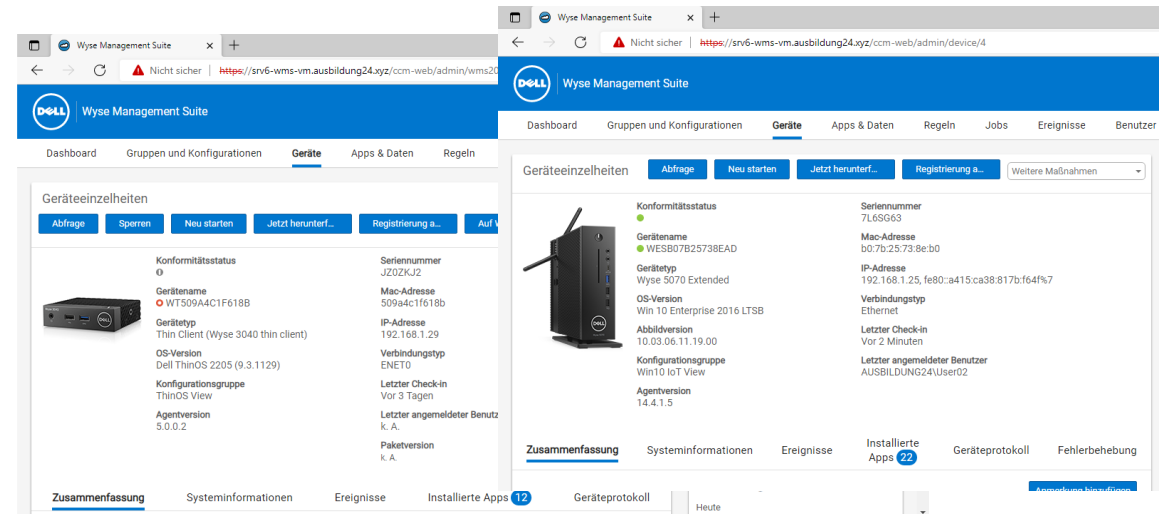 Wyse Management Suite
Nicht sicher https://srv6-wms-vm.ausbildung24.xyz/ccm-web/admin/wms20
DELL Wyse Management Suite
Dashboard Gruppen und Konfigurationen Geräte Apps & Daten Regeln
Geräteeinzelheiten
Abfrage Sperren Neu starten Jetzt herunterf... Registrierung a... Auf
Konformitätsstatus
Gerätename
WT509A4C1F618B
Gerätetyp
Thin Client (Wyse 3040 thin client)
OS-Version
Dell ThinOS 2205 (9.3.1129)
Konfigurationsgruppe
ThinOS View
Agentversion
5.0.0.2
Seriennummer
JZ0ZKJ2
Mac-Adresse
509a4c1f618b
IP-Adresse
192.168.1.29
Verbindungstyp
ENET0
Letzter Check-in
Vor 3 Tagen
Letzter angemeldeter Benutz
k. A.
Paketversion
k. A.
Zusammenfassung Systeminformationen Ereignisse Installierte Apps 12 Geräteprotokoll
Wyse Management Suite
Nicht sicher https://srv6-wms-vm.ausbildung24.xyz/ccm-web/admin/device/4
DELL Wyse Management Suite
Dashboard Gruppen und Konfigurationen Geräte Apps & Daten Regeln Jobs Ereignisse Benutzer
Geräteeinzelheiten Abfrage Neu starten Jetzt herunterf... Registrierung a... Weitere Maßnahmen
Konformitätsstatus
Gerätename
WESB07B25738EAD
Gerätetyp
Wyse 5070 Extended
OS-Version
Win 10 Enterprise 2016 LTSB
Abbildversion
10.03.06.11.19.00
Konfigurationsgruppe
Win10 IoT View
Agentversion
14.4.1.5
Seriennummer
7L6SG63
Mac-Adresse
b0:7b:25:73:8e:b0
IP-Adresse
192.168.1.25, fe80::a415:ca38:817b:f64f%7
Verbindungstyp
Ethernet
Letzter Check-in
Vor 2 Minuten
Letzter angemeldeter Benutzer
AUSBILDUNG24\User02
Zusammenfassung Systeminformationen Ereignisse Installierte Apps 22 Geräteprotokoll Fehlerbehebung
Anmerkung hinzufügen
Heute